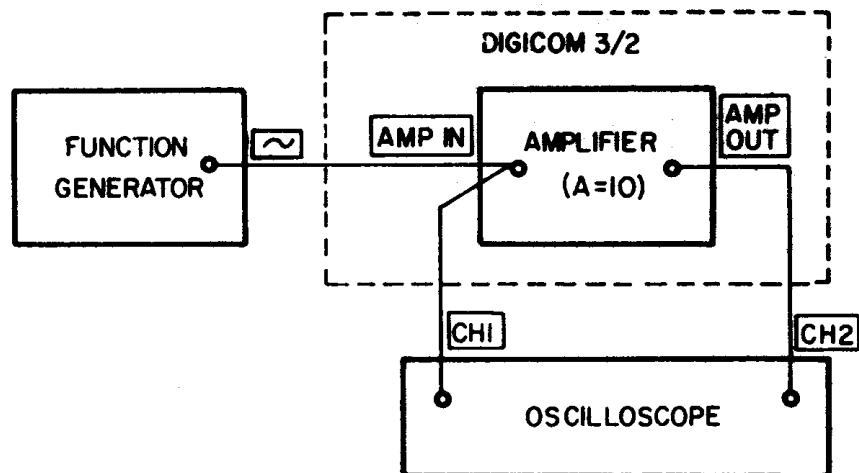 DIGICOM 3/2
FUNCTION
GENERATOR
~
AMP IN
AMPLIFIER
(A=10)
AMP
OUT
CH1
CH2
OSCILLOSCOPE